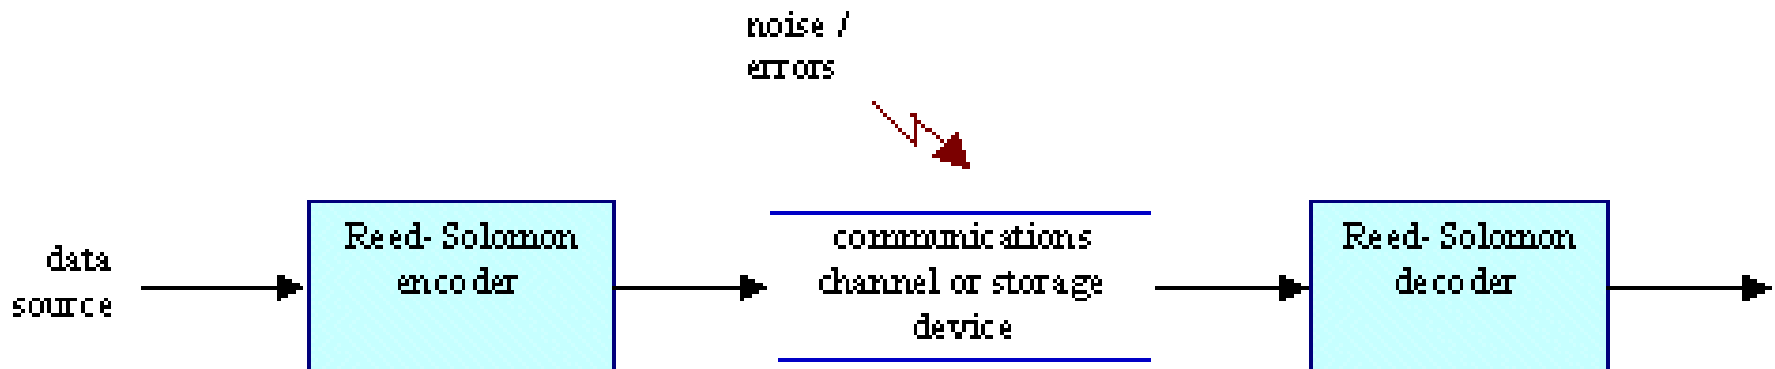 noise /
errors
data
source
Reed- Solomon
encoder
communications
channel or storage
device
Reed- Solomon
decoder